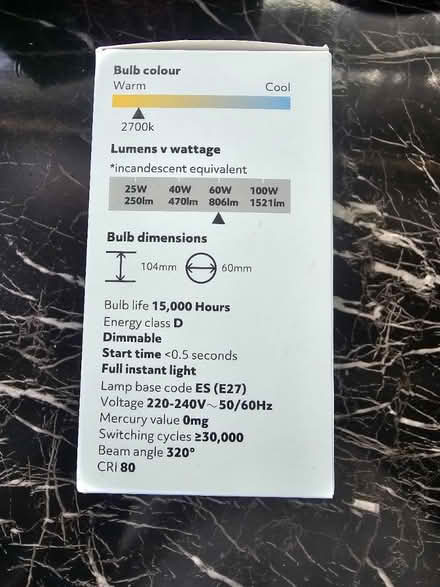 Bulb colour
Warm Cool
2700k
Lumens v wattage
*incandescent equivalent
25W 40W 60W 100W
250lm 470lm 806lm 1521lm
Bulb dimensions
104mm 60mm
Bulb life 15,000 Hours
Energy class D
Dimmable
Start time <0.5 seconds
Full instant light
Lamp base code ES (E27)
Voltage 220-240V~50/60Hz
Mercury value 0mg
Switching cycles ≥30,000
Beam angle 320°
CRI 80